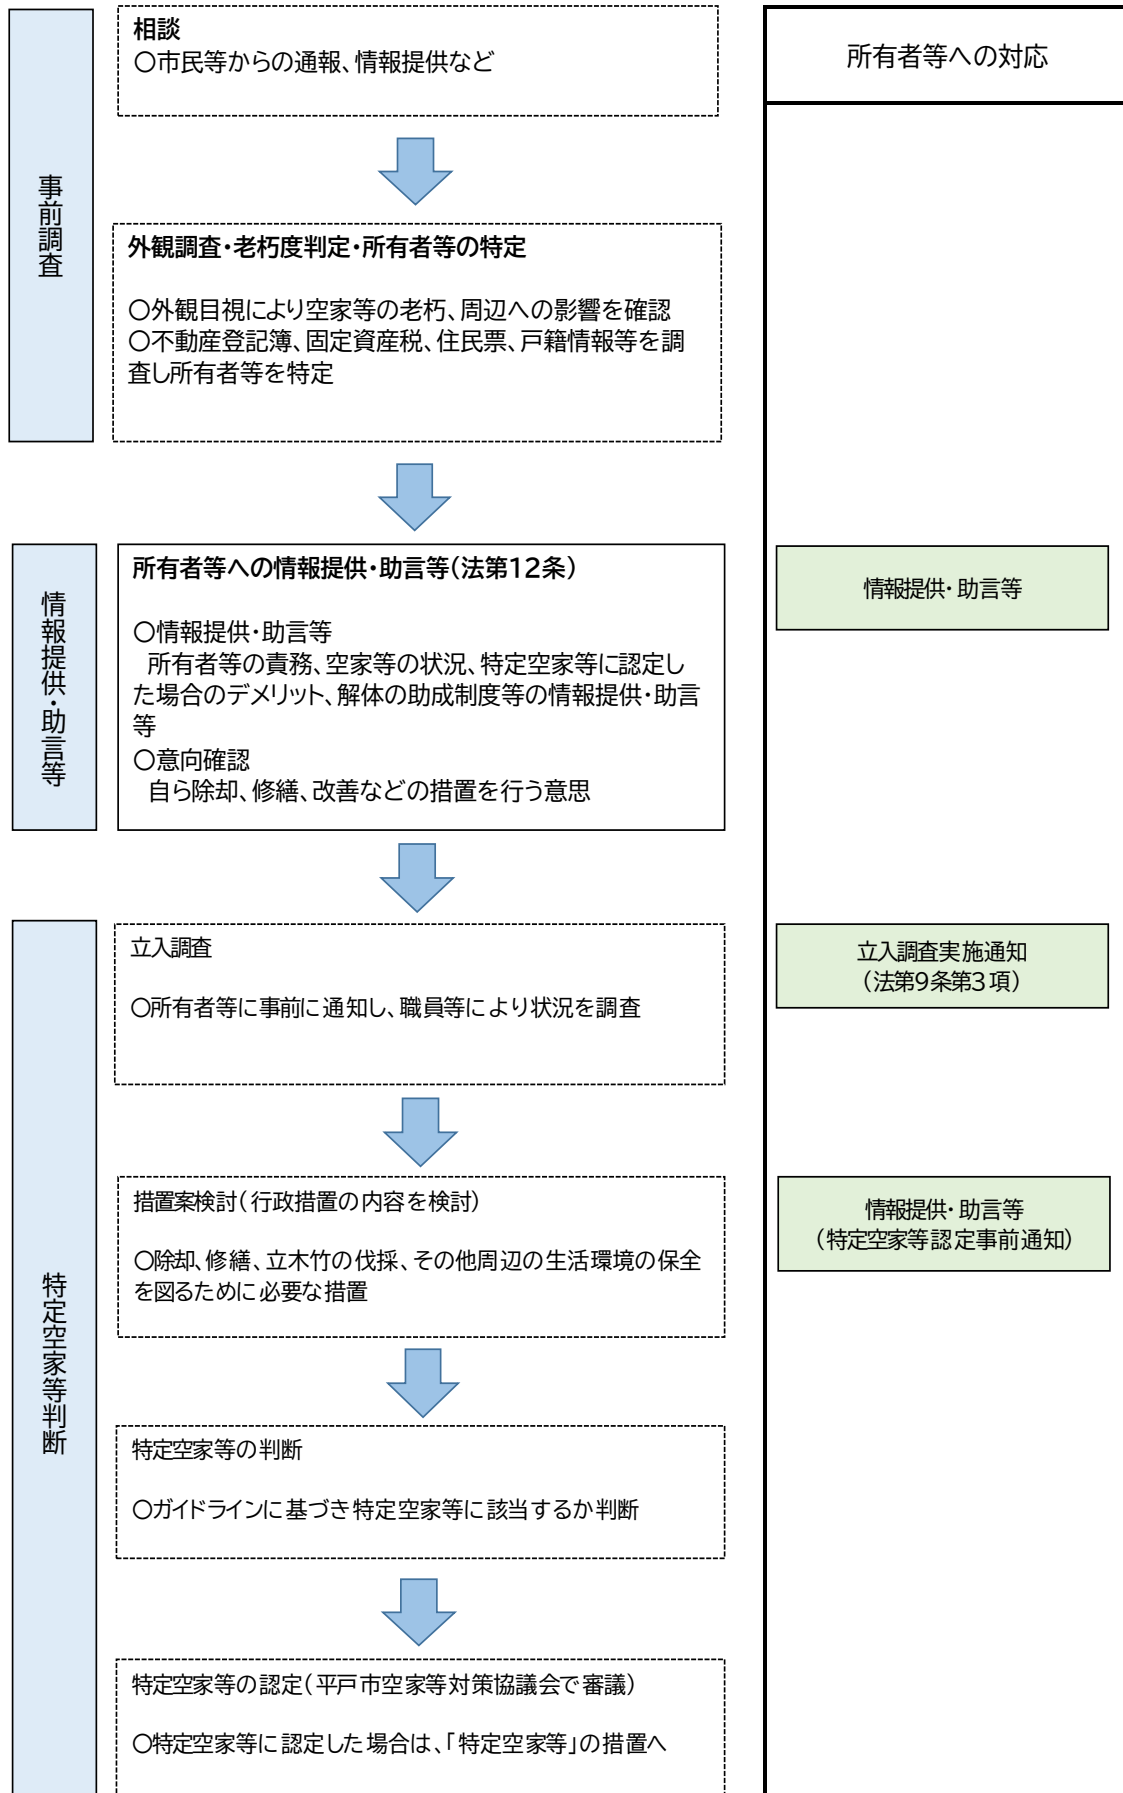 相談
〇市民等からの通報、情報提供など
所有者等への対応
事前調査
外観調査・老朽度判定・所有者等の特定
〇外観目視により空家等の老朽、周辺への影響を確認
〇不動産登記簿、固定資産税、住民票、戸籍情報等を調
査し所有者等を特定
情報提供・助言等
所有者等への情報提供・助言等(法第12条)
〇情報提供・助言等
所有者等の責務、空家等の状況、特定空家等に認定し
た場合のデメリット、解体の助成制度等の情報提供・助言
等
〇意向確認
自ら除却、修繕、改善などの措置を行う意思
情報提供・助言等
特定空家等判断
立入調査
〇所有者等に事前に通知し、職員等により状況を調査
立入調査実施通知
(法第9条第3項)
措置案検討(行政措置の内容を検討)
〇除却、修繕、立木竹の伐採、その他周辺の生活環境の保全
を図るために必要な措置
情報提供・助言等
(特定空家等認定事前通知)
特定空家等の判断
〇ガイドラインに基づき特定空家等に該当するか判断
特定空家等の認定(平戸市空家等対策協議会で審議)
〇特定空家等に認定した場合は、「特定空家等」の措置へ